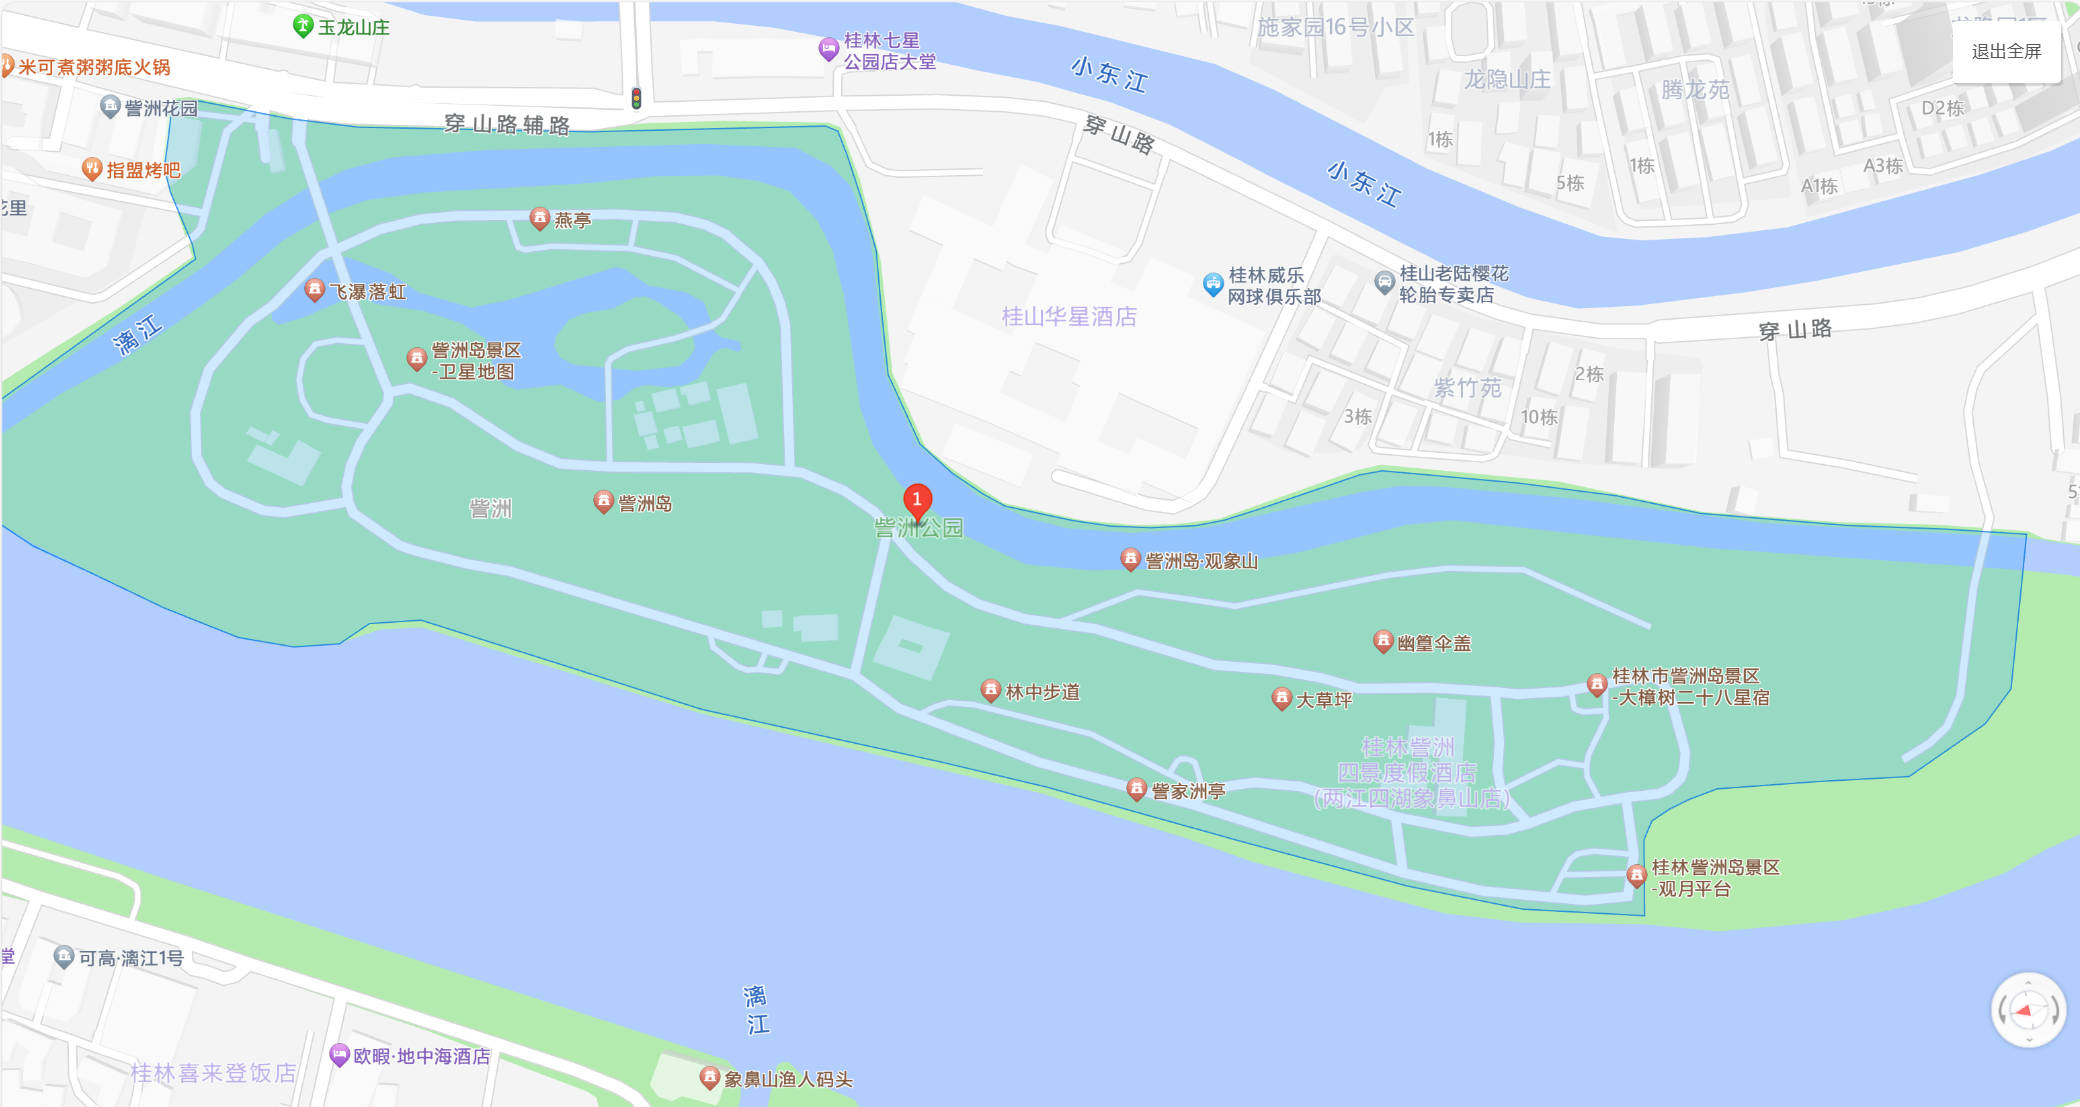 玉龙山庄
米可煮粥粥底火锅
訾洲花园
指盟烤吧
花里
漓江
穿山路辅路
桂林七星
公园店大堂
小东江
穿山路
施家园16号小区
龙隐山庄
腾龙苑
退出全屏
D2栋
1栋
5栋
1栋
A3栋
A1栋
小东江
燕亭
飞瀑落虹
訾洲岛景区
-卫星地图
桂山华星酒店
桂林威乐
网球俱乐部
桂山老陆樱花
轮胎专卖店
穿山路
紫竹苑
2栋
3栋
10栋
訾洲
訾洲岛
1
訾洲公园
訾洲岛·观象山
幽篁伞盖
林中步道
大草坪
桂林市訾洲岛景区
-大樟树二十八星宿
桂林訾洲
四景度假酒店
(两江四湖象鼻山店)
訾家洲亭
桂林訾洲岛景区
-观月平台
堂
可高·漓江1号
漓江
桂林喜来登饭店
欧暇·地中海酒店
象鼻山渔人码头